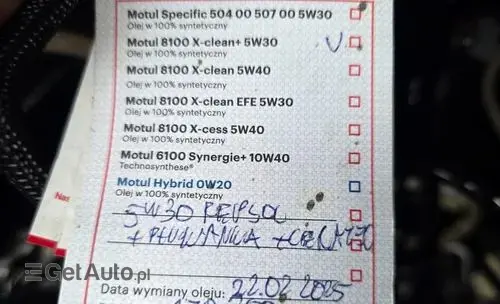 Motul Specific 504 00 507 00 5W30
Olej w 100% syntetyczny
Motul 8100 X-clean+ 5W30
Olej w 100% syntetyczny
V
Motul 8100 X-clean 5W40
Olej w 100% syntetyczny
Motul 8100 X-clean EFE 5W30
Olej w 100% syntetyczny
Motul 8100 X-cess 5W40
Olej w 100% syntetyczny
Motul 6100 Synergie+ 10W40
Technosynthese®
Motul Hybrid 0W20
Olej w 100% syntetyczny
5W30 REPSOL
+ PŁUKANKA +
Data wymiany oleju: 22.02 2025
Nas
GetAuto.pl